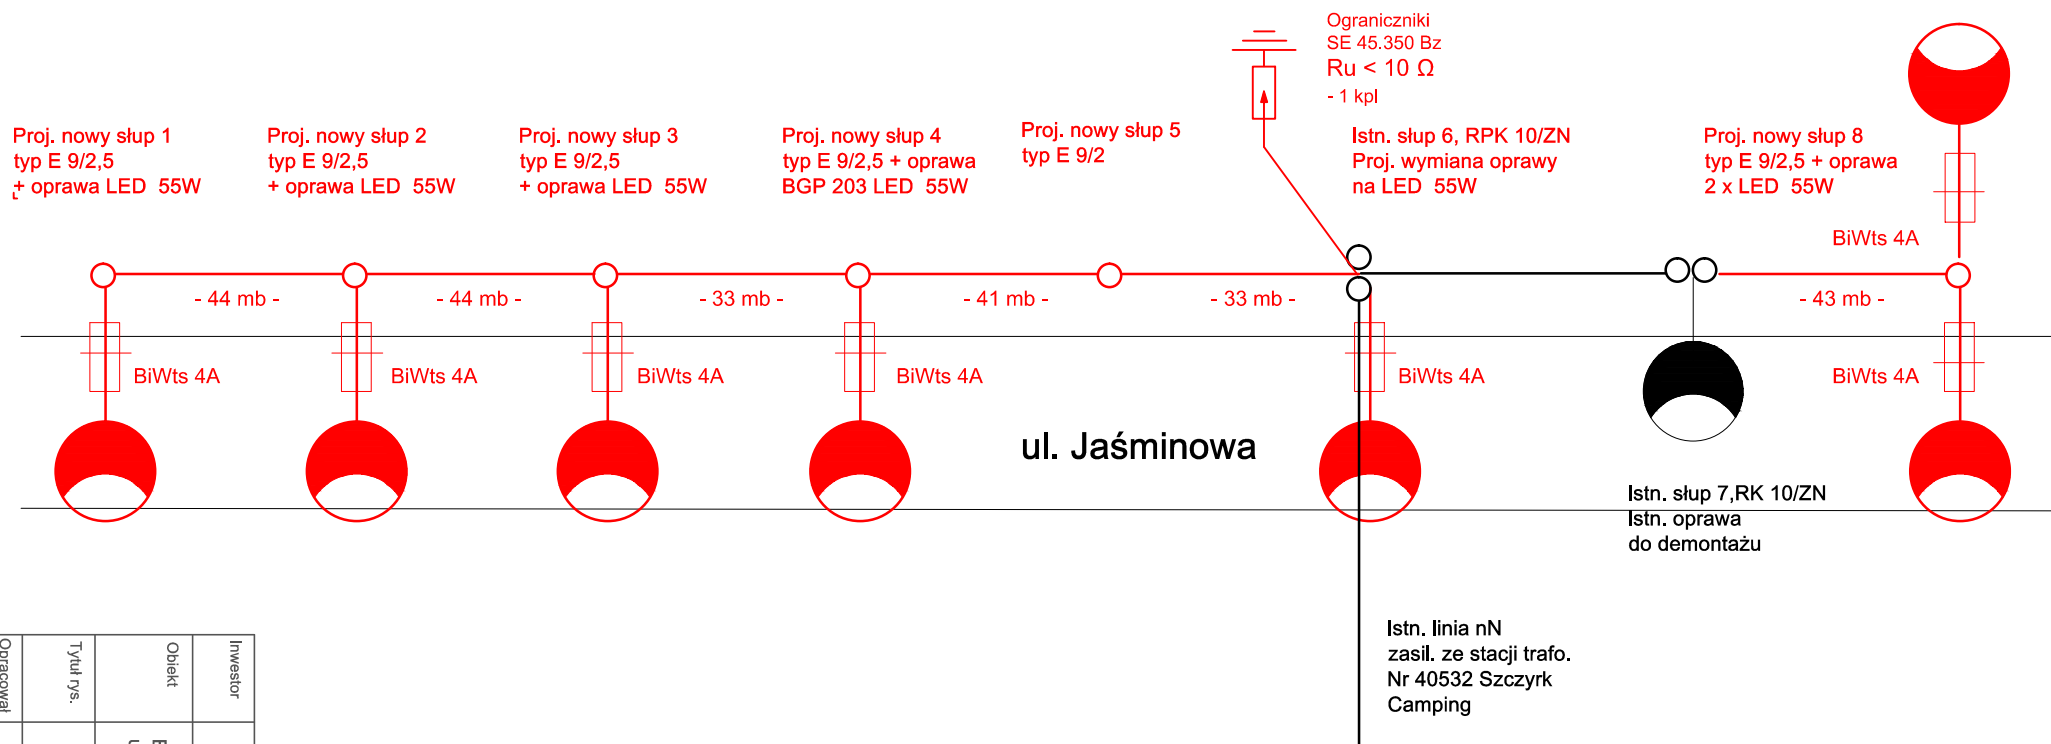 Ograniczniki
SE 45.350 Bz
Ru < 10 Ω
- 1 kpl
Proj. nowy słup 1
typ E 9/2,5
+ oprawa LED 55W
Proj. nowy słup 2
typ E 9/2,5
+ oprawa LED 55W
Proj. nowy słup 3
typ E 9/2,5
+ oprawa LED 55W
Proj. nowy słup 4
typ E 9/2,5 + oprawa
BGP 203 LED 55W
Proj. nowy słup 5
typ E 9/2
Istn. słup 6, RPK 10/ZN
Proj. wymiana oprawy
na LED 55W
Proj. nowy słup 8
typ E 9/2,5 + oprawa
2 x LED 55W
BiWts 4A
- 44 mb -
- 44 mb -
- 33 mb -
- 41 mb -
- 33 mb -
- 43 mb -
BiWts 4A
BiWts 4A
BiWts 4A
BiWts 4A
BiWts 4A
BiWts 4A
ul. Jaśminowa
Istn. słup 7,RK 10/ZN
Istn. oprawa
do demontażu
Istn. linia nN
zasil. ze stacji trafo.
Nr 40532 Szczyrk
Camping
Inwestor
Obiekt
Tytuł rys.
Opracował